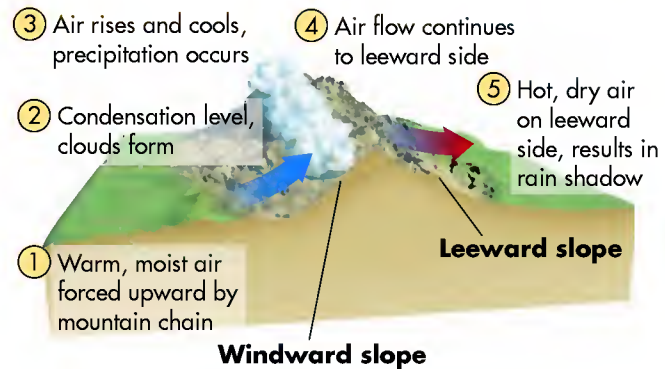 3 Air rises and cools,
precipitation occurs
4 Air flow continues
to leeward side
2 Condensation level,
clouds form
5 Hot, dry air
on leeward
side, results in
rain shadow
1 Warm, moist air
forced upward by
mountain chain
Leeward slope
Windward slope